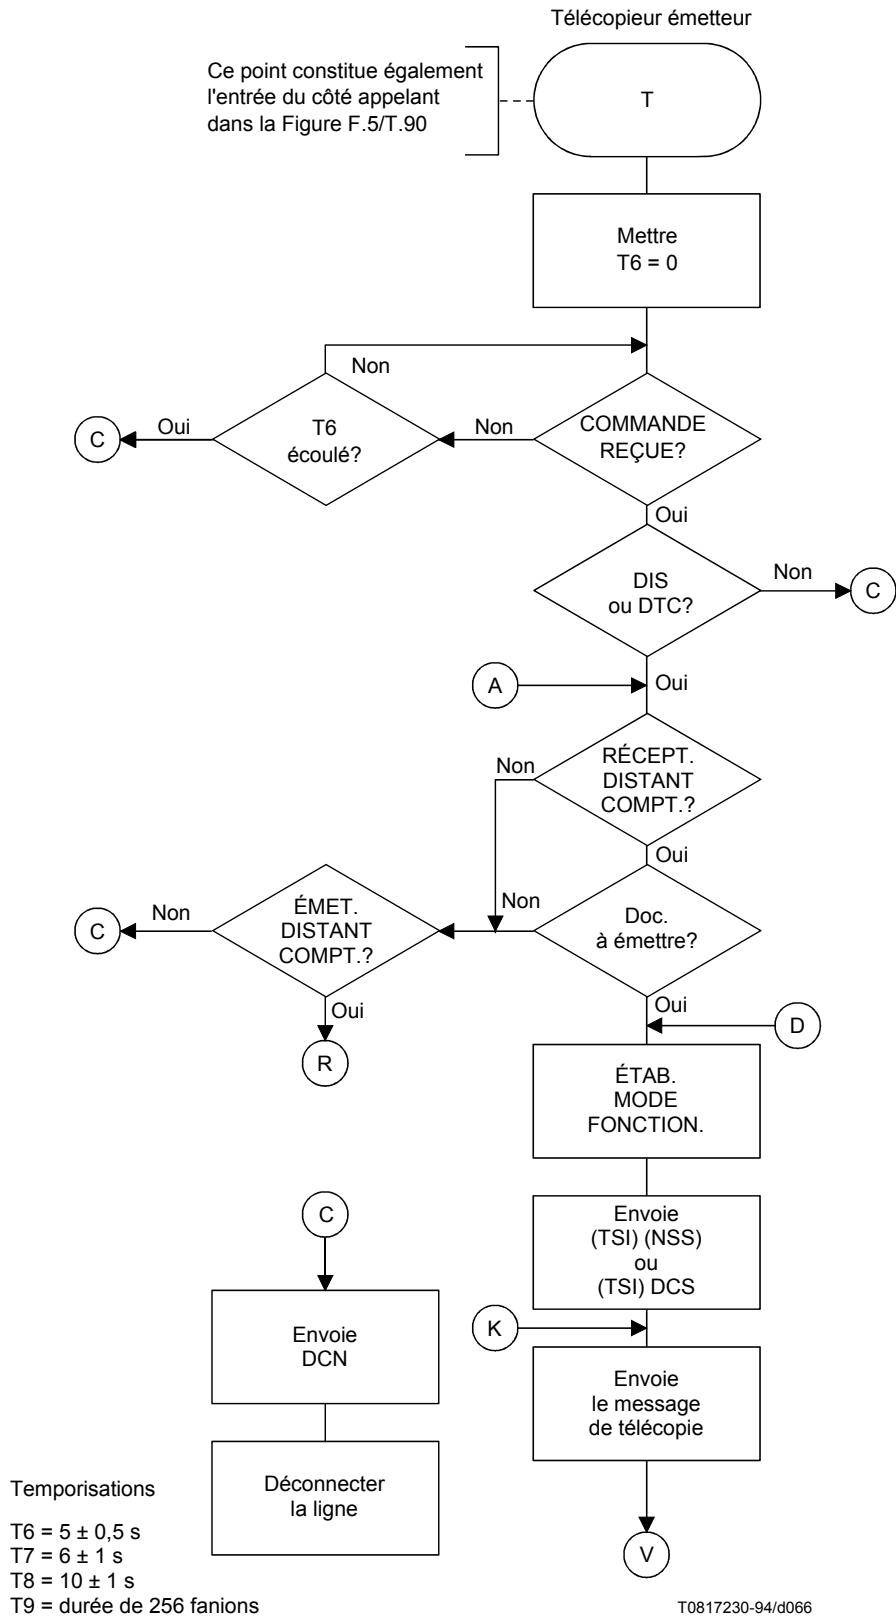 Télécopieur émetteur
Ce point constitue également
l'entrée du côté appelant
dans la Figure F.5/T.90
T
Mettre
T6 = 0
Non
C
Oui
T6
écoulé?
Non
COMMANDE
REÇUE?
Oui
DIS
ou DTC?
Non
C
A
Oui
Non
RÉCEPT.
DISTANT
COMPT.?
Oui
C
Non
ÉMET.
DISTANT
COMPT.?
Non
Doc.
à émettre?
Oui
R
Oui
D
ÉTAB.
MODE
FONCTION.
C
Envoie
(TSI) (NSS)
ou
(TSI) DCS
Envoie
DCN
K
Envoie
le message
de télécopie
Déconnecter
la ligne
V
Temporisations
T6 = 5 ± 0,5 s
T7 = 6 ± 1 s
T8 = 10 ± 1 s
T9 = durée de 256 fanions
T0817230-94/d066